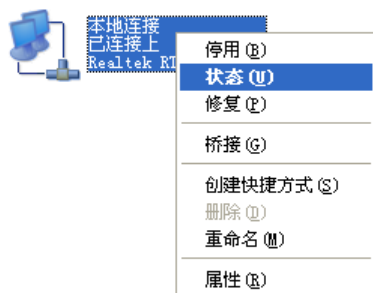 本地连接
已连接上
Realtek RT
停用(B)
状态(U)
修复(P)
桥接(G)
创建快捷方式(S)
删除(D)
重命名(M)
属性(R)